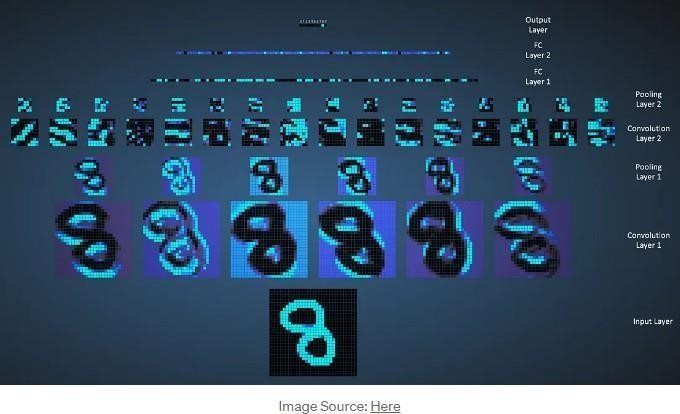 Output
Layer
FC
Layer 2
FC
Layer 1
Pooling
Layer 2
Convolution
Layer 2
Pooling
Layer 1
Convolution
Layer 1
Input Layer
Image Source: Here